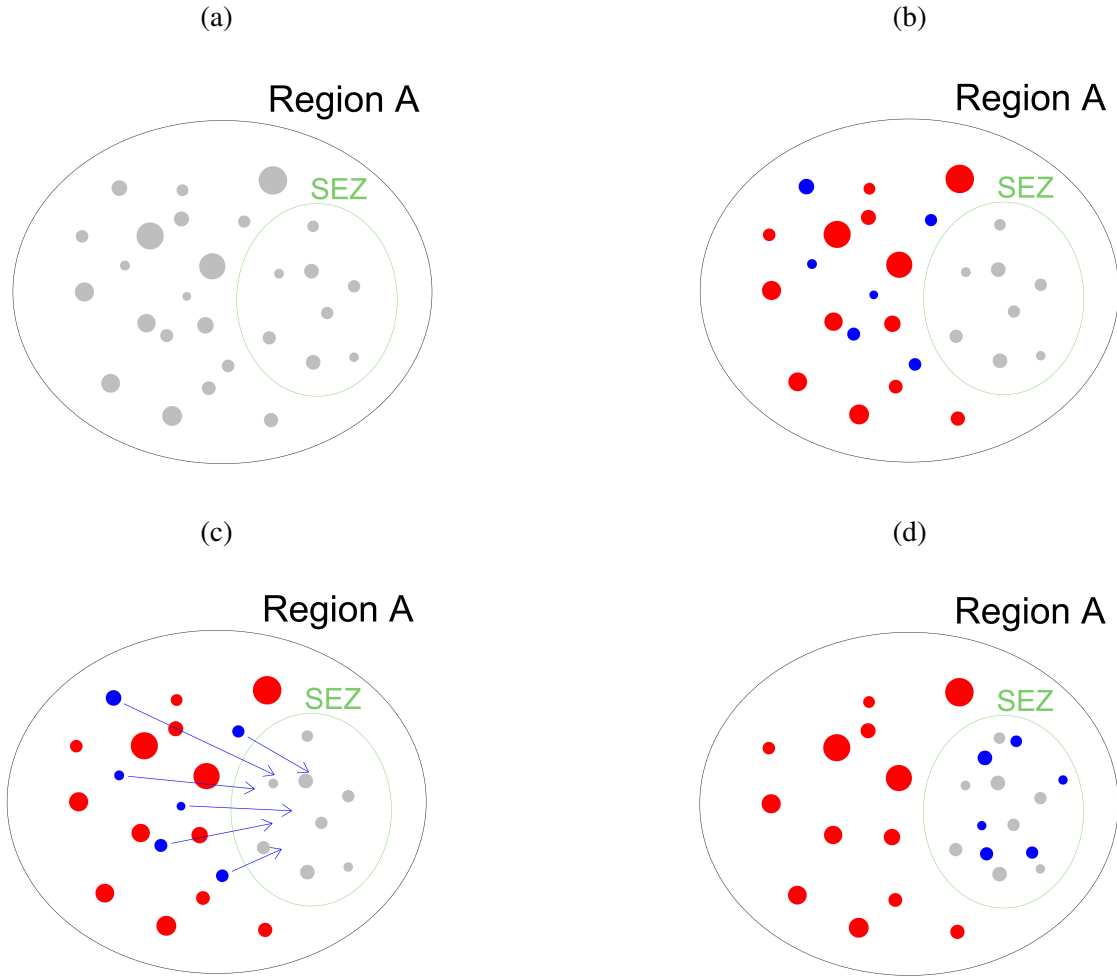 (a)
Region A
SEZ
(b)
Region A
SEZ
(c)
Region A
SEZ
(d)
Region A
SEZ